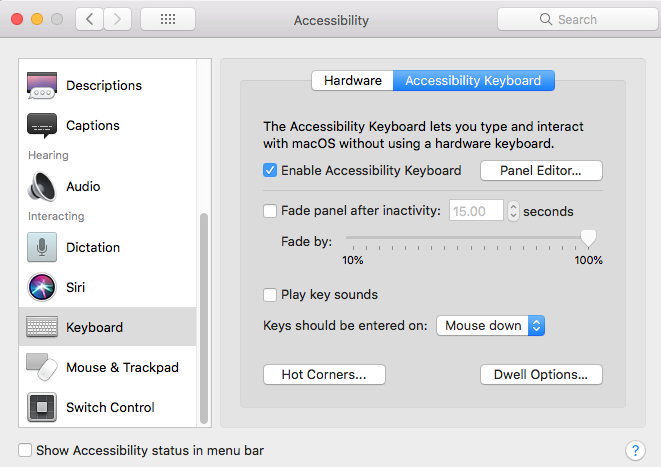 Accessibility
Search
Descriptions
Captions
Hearing
Audio
Interacting
Dictation
Siri
Keyboard
Mouse & Trackpad
Switch Control
Hardware
Accessibility Keyboard
The Accessibility Keyboard lets you type and interact
with macOS without using a hardware keyboard.
Enable Accessibility Keyboard
Panel Editor...
Fade panel after inactivity: 15.00 seconds
Fade by:
10% 100%
Play key sounds
Keys should be entered on: Mouse down
Hot Corners...
Dwell Options...
Show Accessibility status in menu bar
?